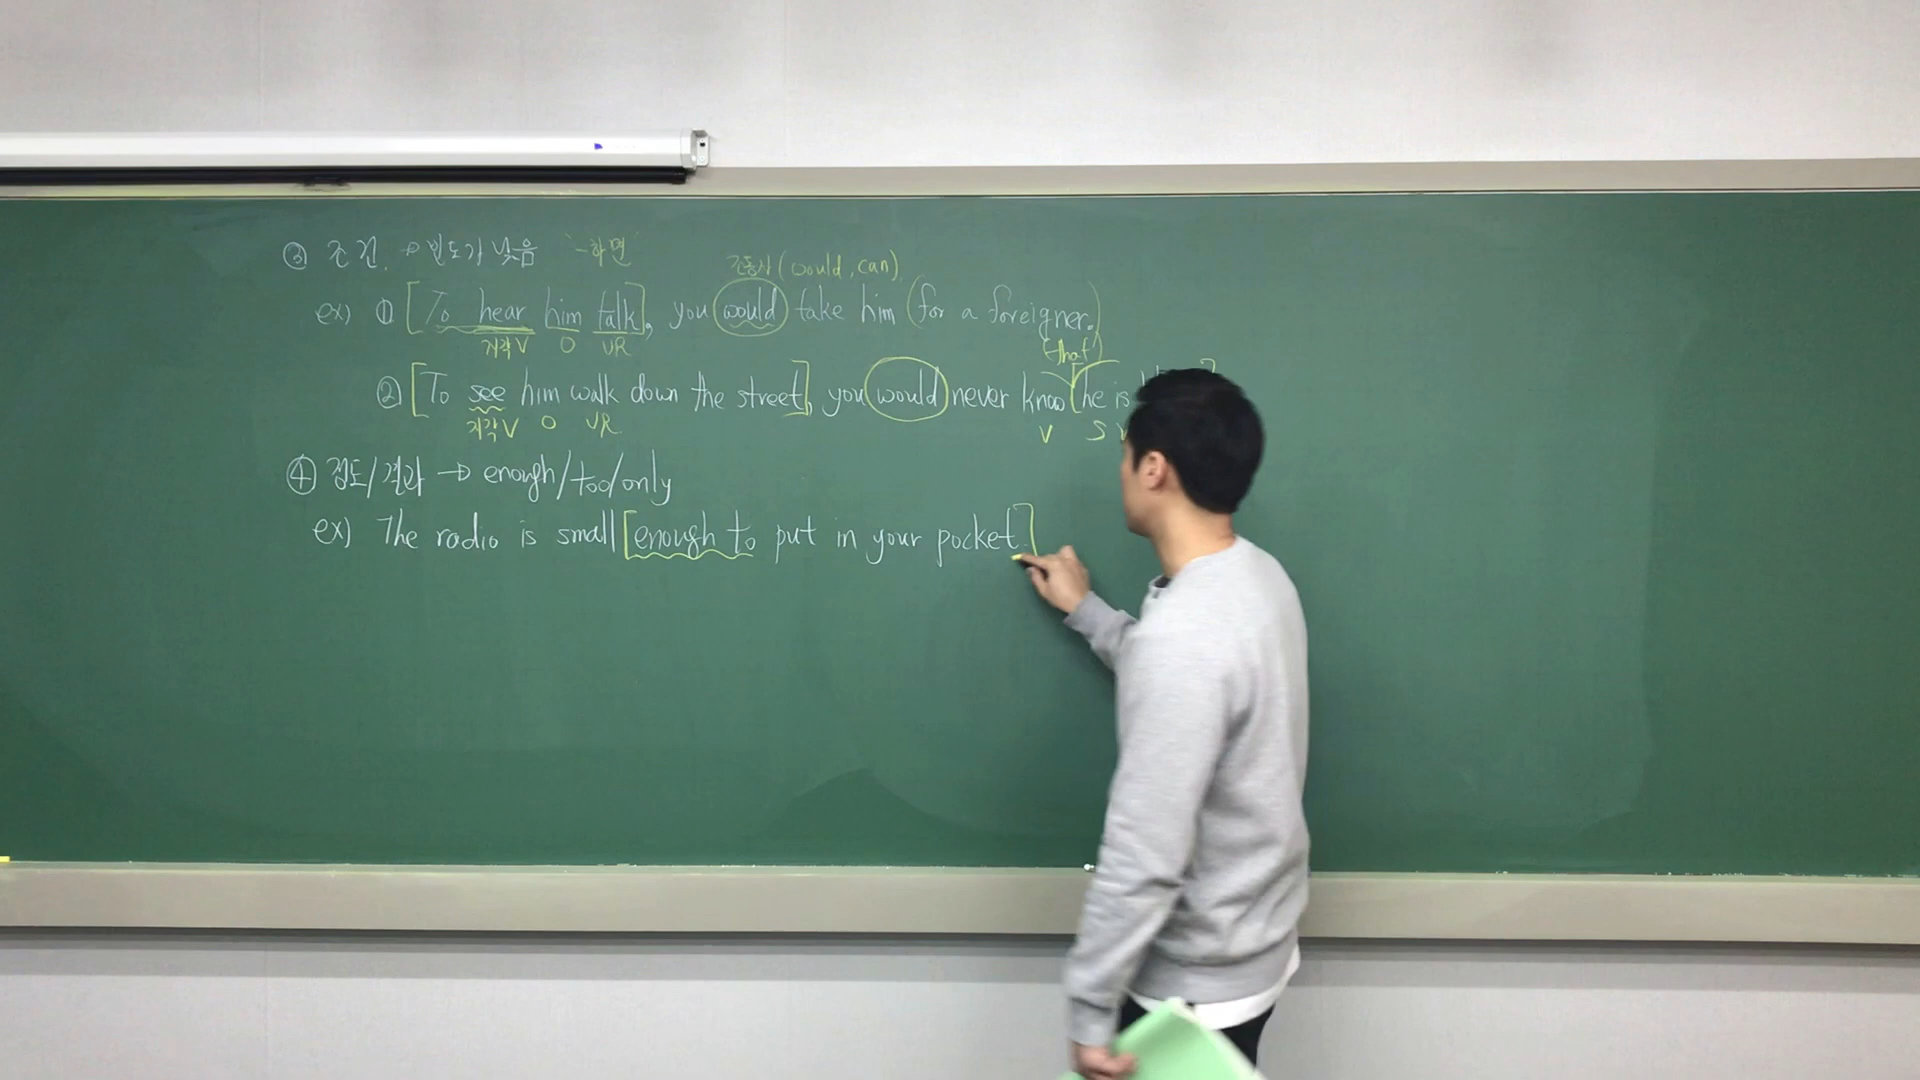 ③ 조건. → 빈도가 낮음 '~하면'
조동사 (would, can)
ex) ① [To hear him talk], you would take him (for a foreigner.)
지각V O VR
(that)
② [To see him walk down the street], you would never know [he is
지각V O VR V S V
④ 정도/결과 → enough/too/only
ex) The radio is small [enough to put in your pocket.]